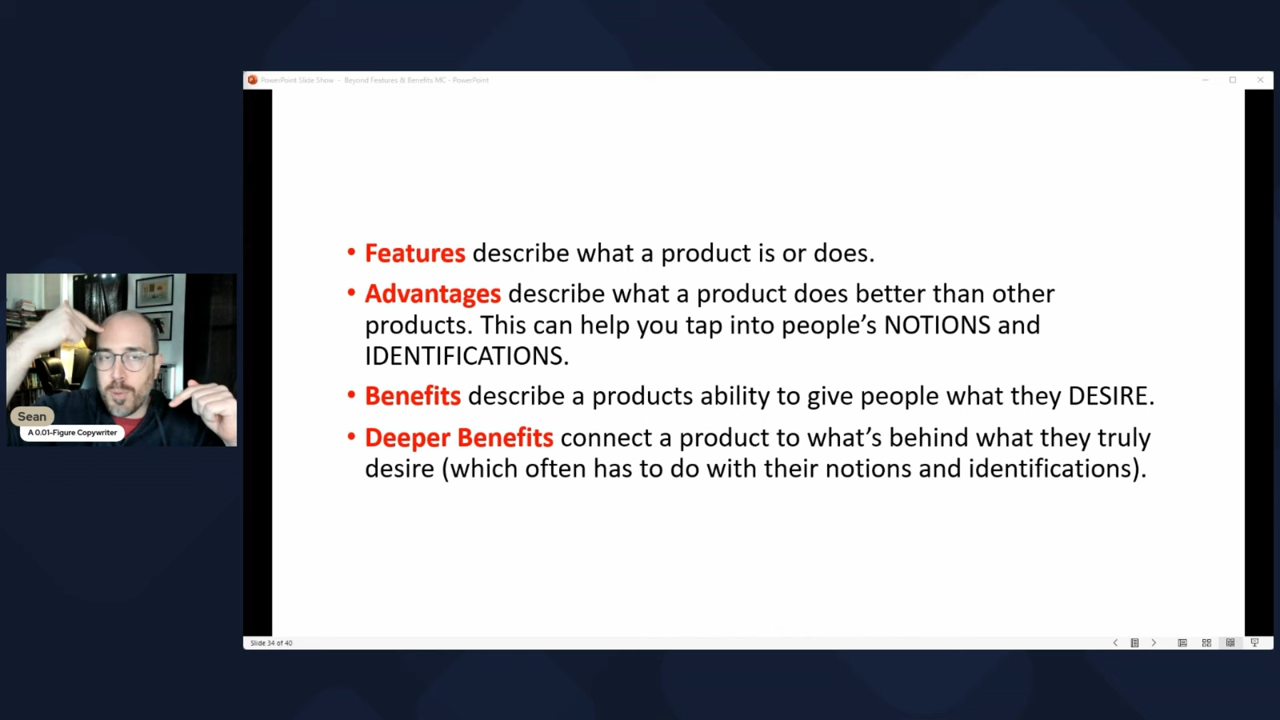 PowerPoint Slide Show - Beyond Features & Benefits MC - PowerPoint
• Features describe what a product is or does.
• Advantages describe what a product does better than other
products. This can help you tap into people’s NOTIONS and
IDENTIFICATIONS.
• Benefits describe a products ability to give people what they DESIRE.
• Deeper Benefits connect a product to what’s behind what they truly
desire (which often has to do with their notions and identifications).
Sean
A 0.01-Figure Copywriter
Slide 34 of 40